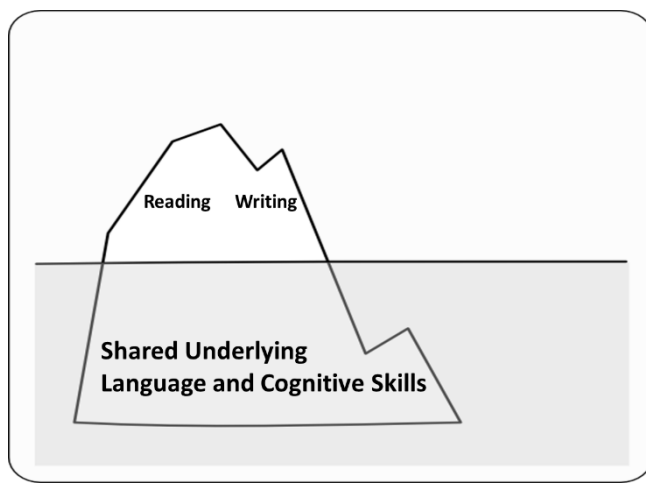 Reading Writing
Shared Underlying
Language and Cognitive Skills